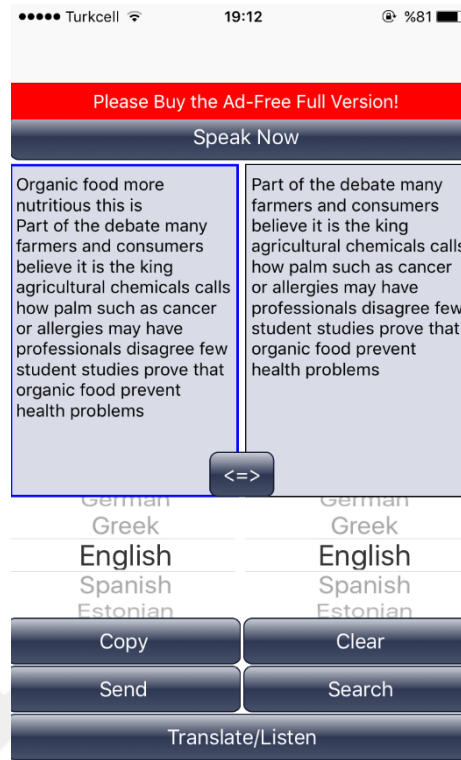 Turkcell 19:12 %81
Please Buy the Ad-Free Full Version!
Speak Now
Organic food more
nutritious this is
Part of the debate many
farmers and consumers
believe it is the king
agricultural chemicals calls
how palm such as cancer
or allergies may have
professionals disagree few
student studies prove that
organic food prevent
health problems
Part of the debate many
farmers and consumers
believe it is the king
agricultural chemicals calls
how palm such as cancer
or allergies may have
professionals disagree few
student studies prove that
organic food prevent
health problems
<=>
German German
Greek Greek
English English
Spanish Spanish
Estonian Estonian
Copy Clear
Send Search
Translate/Listen